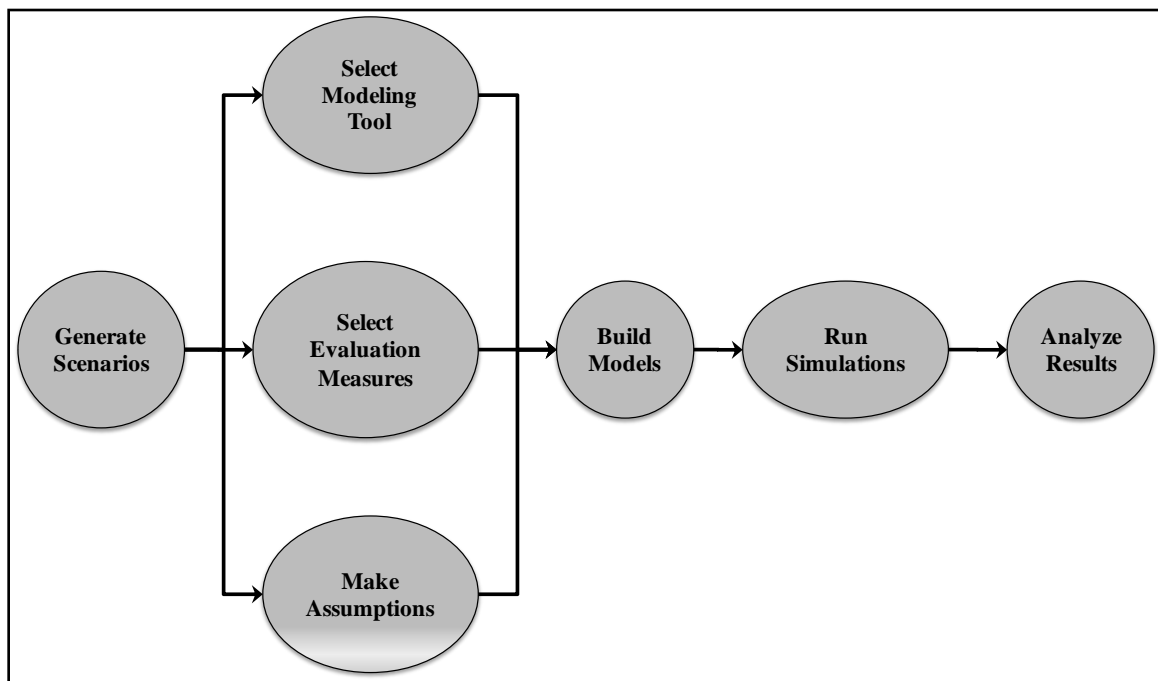 Select
Modeling
Tool
Generate
Scenarios
Select
Evaluation
Measures
Build
Models
Run
Simulations
Analyze
Results
Make
Assumptions